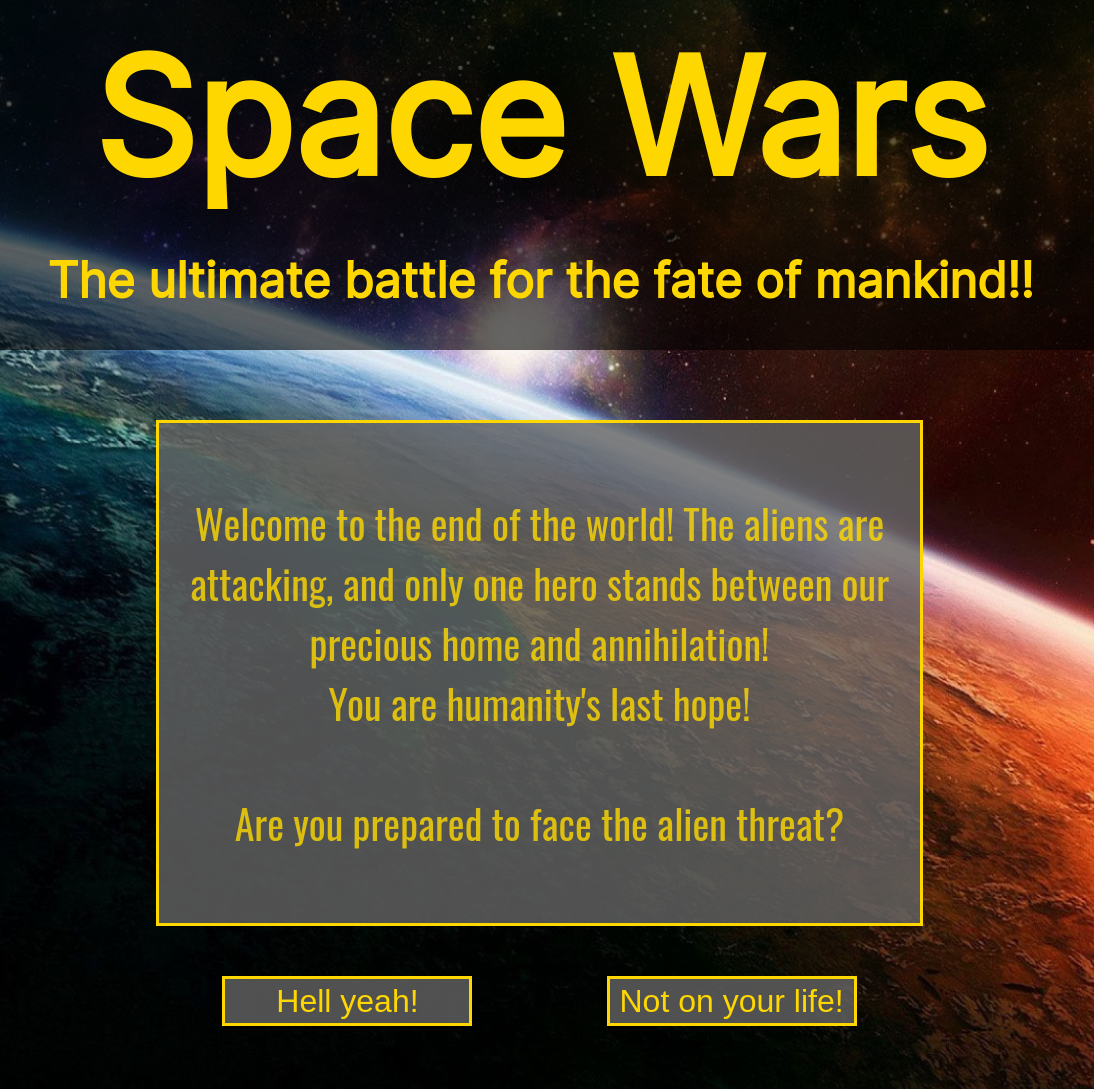 Space Wars
The ultimate battle for the fate of mankind!!
Welcome to the end of the world! The aliens are
attacking, and only one hero stands between our
precious home and annihilation!
You are humanity's last hope!
Are you prepared to face the alien threat?
Hell yeah!
Not on your life!